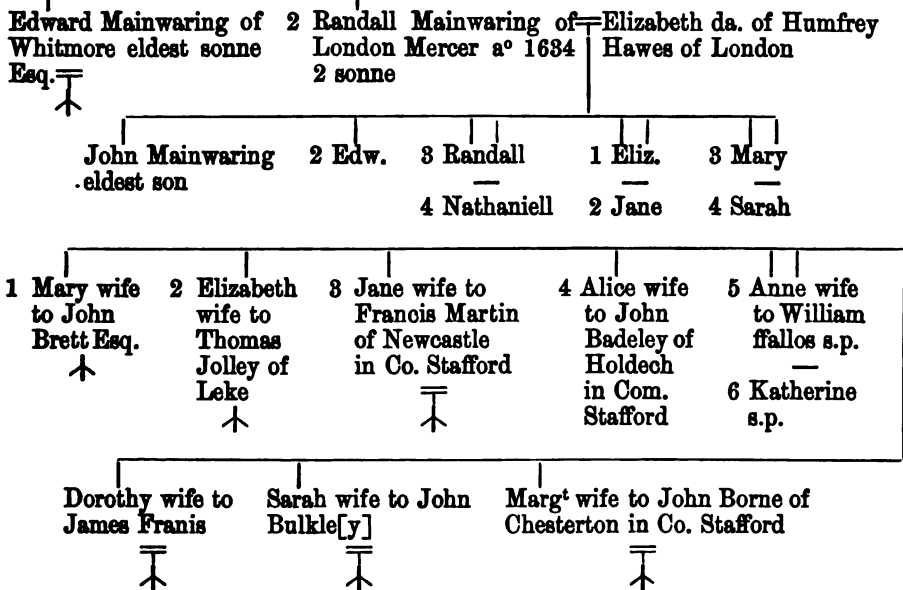 Edward Mainwaring of
Whitmore eldest sonne
Esq.
2 Randall Mainwaring of
London Mercer aº 1634
2 sonne
Elizabeth da. of Humfrey
Hawes of London
John Mainwaring
eldest son
2 Edw.
3 Randall
4 Nathaniell
1 Eliz.
2 Jane
3 Mary
4 Sarah
1 Mary wife
to John
Brett Esq.
2 Elizabeth
wife to
Thomas
Jolley of
Leke
3 Jane wife to
Francis Martin
of Newcastle
in Co. Stafford
4 Alice wife
to John
Badeley of
Holdech
in Com.
Stafford
5 Anne wife
to William
ffallos s.p.
6 Katherine
s.p.
Dorothy wife to
James Franis
Sarah wife to John
Bulkle[y]
Margᵗ wife to John Borne of
Chesterton in Co. Stafford